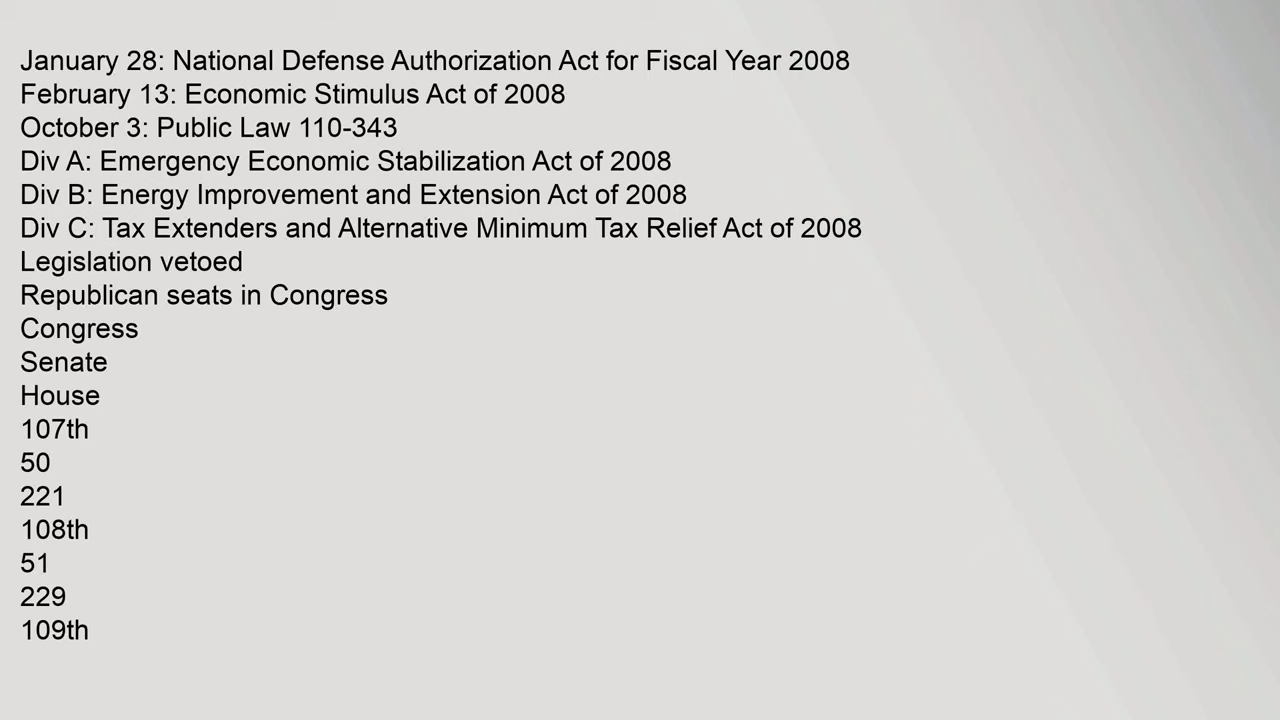 January 28: National Defense Authorization Act for Fiscal Year 2008
February 13: Economic Stimulus Act of 2008
October 3: Public Law 110-343
Div A: Emergency Economic Stabilization Act of 2008
Div B: Energy Improvement and Extension Act of 2008
Div C: Tax Extenders and Alternative Minimum Tax Relief Act of 2008
Legislation vetoed
Republican seats in Congress
Congress
Senate
House
107th
50
221
108th
51
229
109th